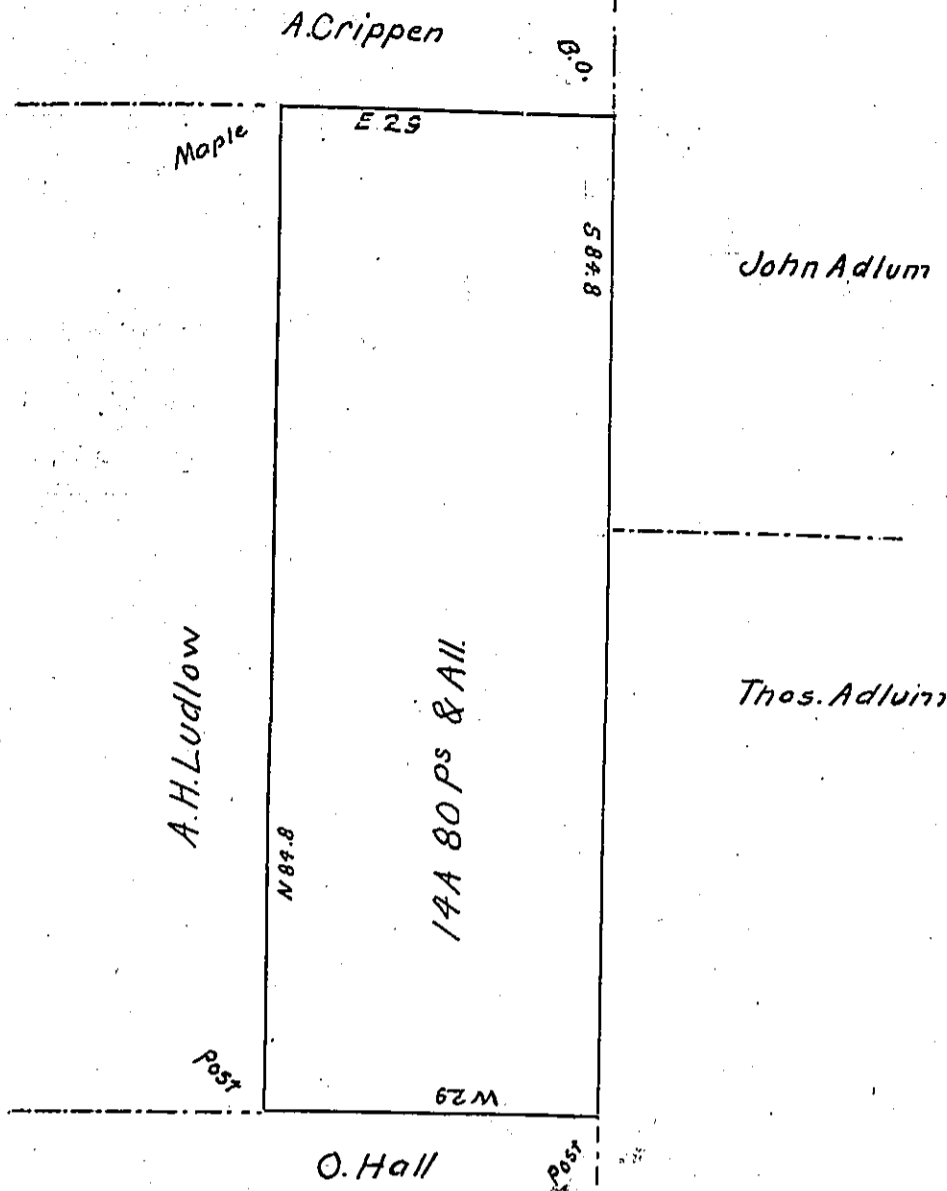 A. Crippen
B.O.
Maple
E 29
S 84.8
John Adlum
A. H. Ludlow
N 84.8
14A 80 ps & All.
Thos. Adlum
Post
W 29
O. Hall
Post